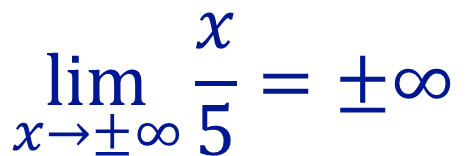 lim x→±∞ x/5 = ±∞